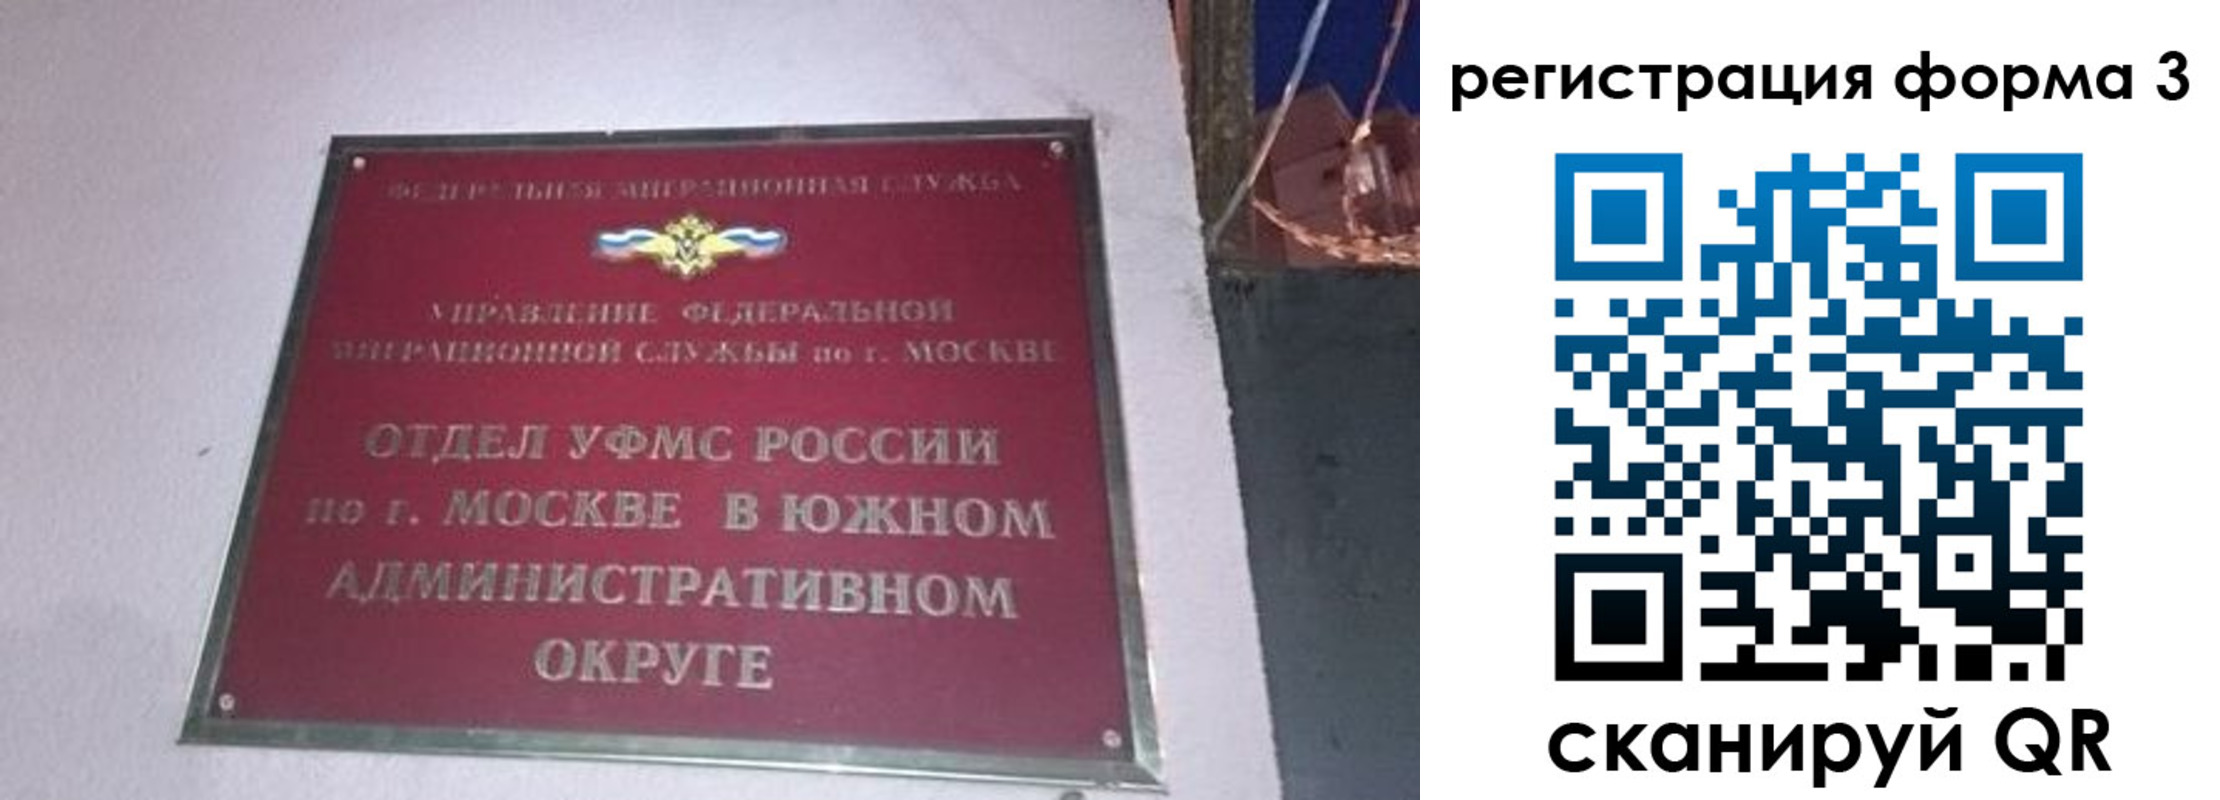 ФЕДЕРАЛЬНАЯ МИГРАЦИОННАЯ СЛУЖБА
УПРАВЛЕНИЕ ФЕДЕРАЛЬНОЙ
МИГРАЦИОННОЙ СЛУЖБЫ по г. МОСКВЕ
ОТДЕЛ УФМС РОССИИ
по г. МОСКВЕ В ЮЖНОМ
АДМИНИСТРАТИВНОМ
ОКРУГЕ
регистрация форма 3
сканируй QR